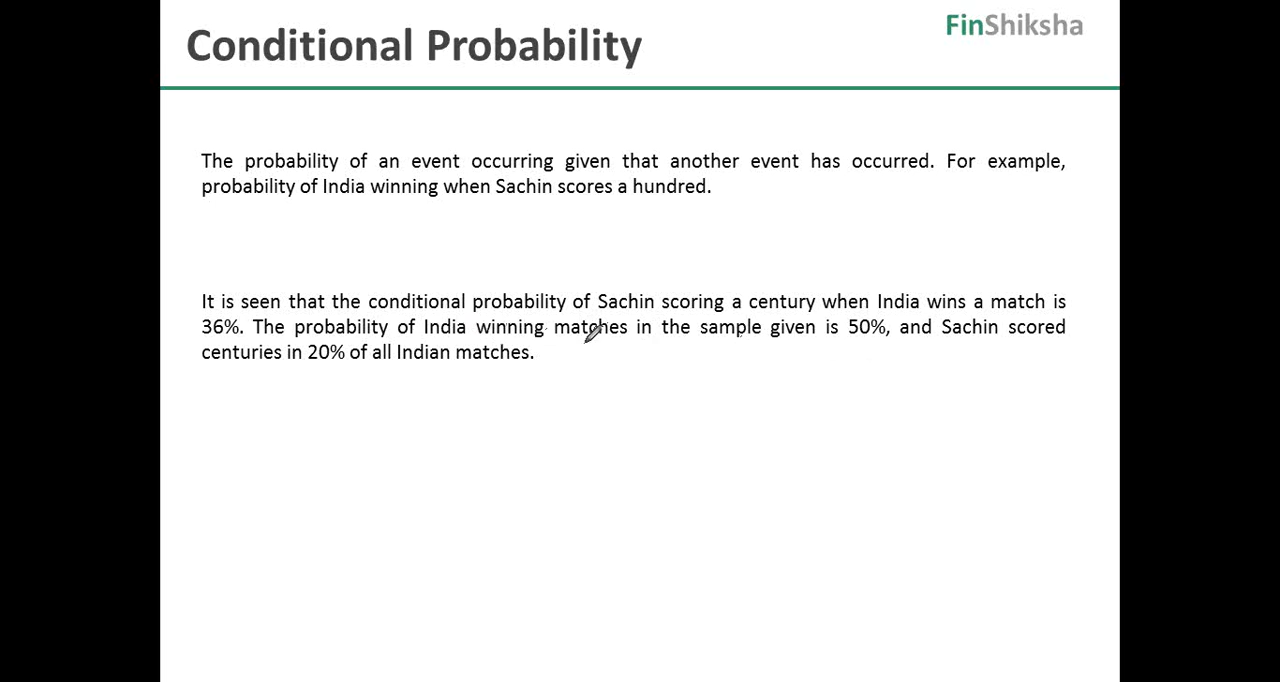 Conditional Probability
FinShiksha
The probability of an event occurring given that another event has occurred. For example,
probability of India winning when Sachin scores a hundred.
It is seen that the conditional probability of Sachin scoring a century when India wins a match is
36%. The probability of India winning matches in the sample given is 50%, and Sachin scored
centuries in 20% of all Indian matches.